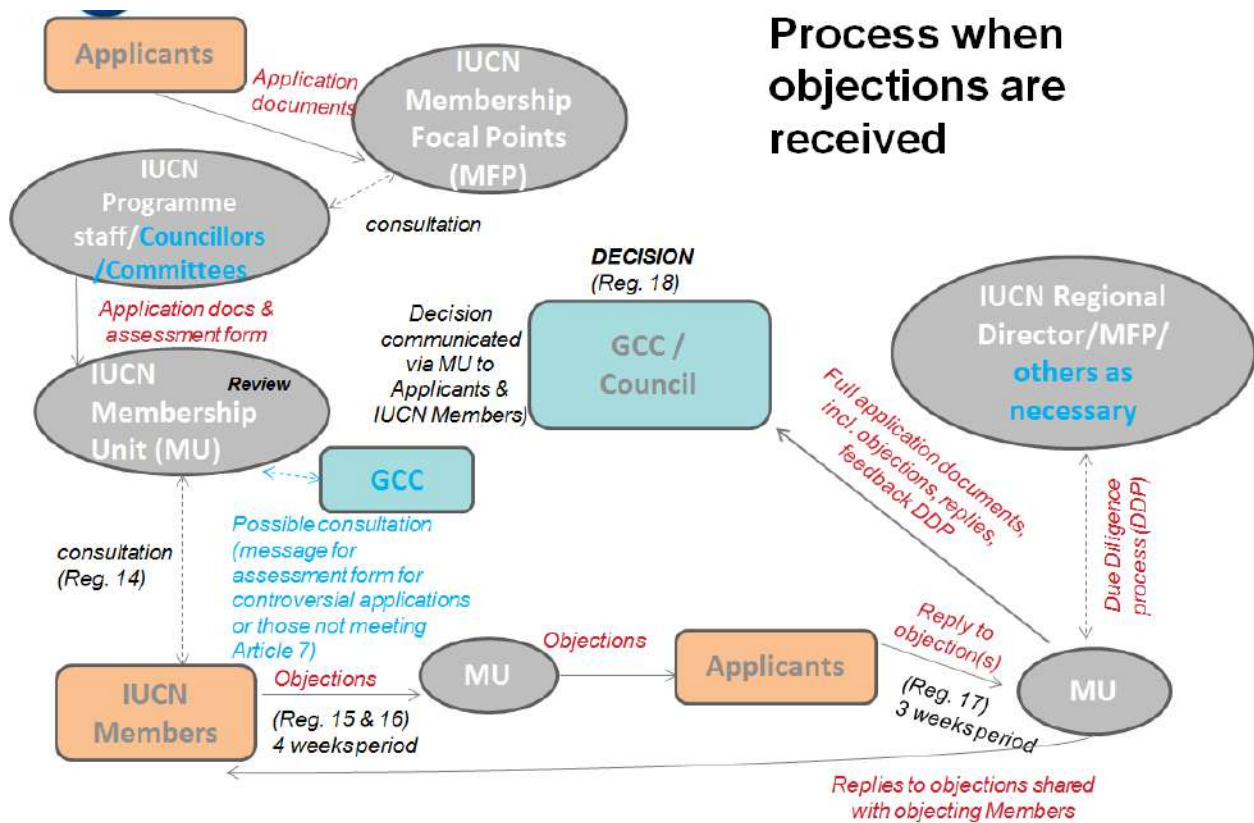 Process when
objections are
received
Applicants
Application
documents
IUCN
Membership
Focal Points
(MFP)
IUCN
Programme
staff/Councillors
/Committees
consultation
Application docs &
assessment form
IUCN
Membership
Unit (MU)
Review
GCC
Possible consultation
(message for
assessment form for
controversial applications
or those not meeting
Article 7)
consultation
(Reg. 14)
IUCN
Members
Objections
(Reg. 15 & 16)
4 weeks period
MU
Objections
Applicants
Reply to
objection(s)
(Reg. 17)
3 weeks period
MU
Replies to objections shared
with objecting Members
Due Diligence
process (DDP)
IUCN Regional
Director/MFP/
others as
necessary
Full application documents,
incl. objections, replies,
feedback DDP
GCC /
Council
DECISION
(Reg. 18)
Decision
communicated
via MU to
Applicants &
IUCN Members)